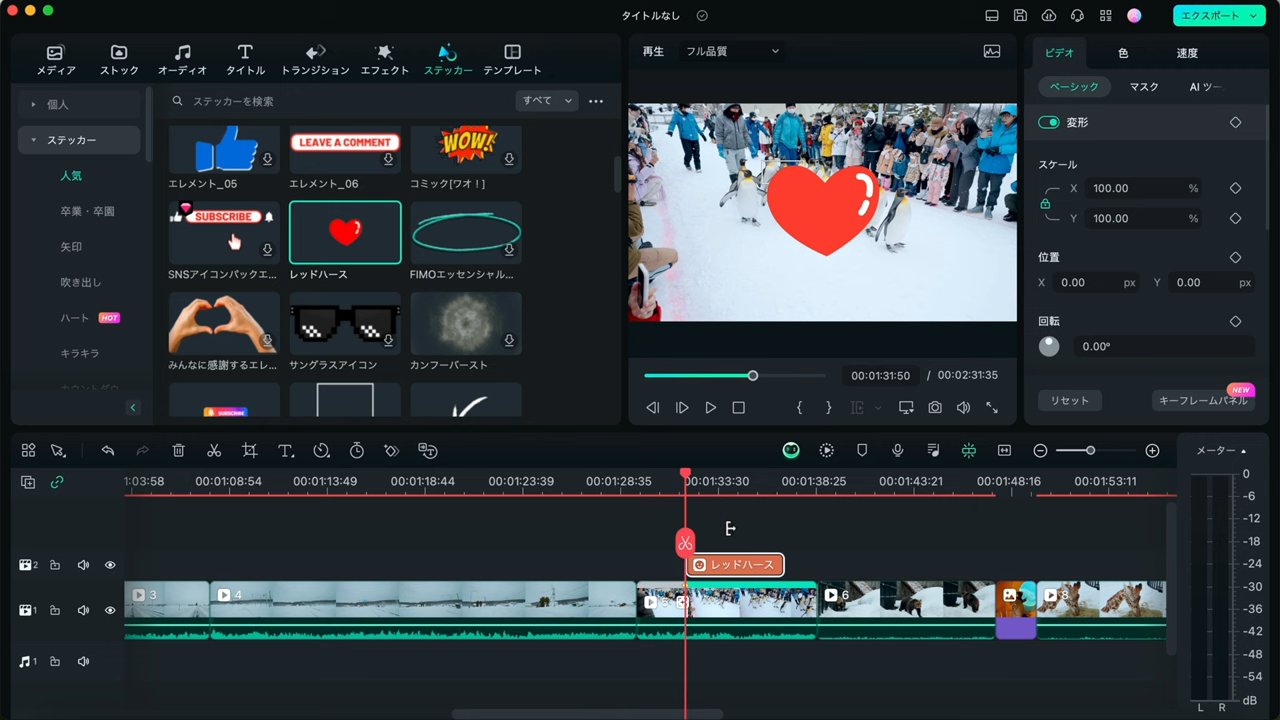 タイトルなし
エクスポート
メディア
ストック
オーディオ
タイトル
トランジション
エフェクト
ステッカー
テンプレート
個人
ステッカー
人気
卒業・卒園
矢印
吹き出し
ハート HOT
キラキラ
カウントダウ
ステッカーを検索
すべて
LEAVE A COMMENT
WOW!
エレメント_05
エレメント_06
コミック[ワオ！]
SUBSCRIBE
SNSアイコンパックエ...
レッドハース
FIMOエッセンシャル...
みんなに感謝するエレ...
サングラスアイコン
カンフーバースト
再生
フル品質
00:01:31:50 / 00:02:31:35
ビデオ
色
速度
ベーシック
マスク
AI ツー
変形
スケール
X 100.00 %
Y 100.00 %
位置
X 0.00 px Y 0.00 px
回転
0.00°
リセット
キーフレームパネル
NEW
メーター
1:03:58
00:01:08:54
00:01:13:49
00:01:18:44
00:01:23:39
00:01:28:35
00:01:33:30
00:01:38:25
00:01:43:21
00:01:48:16
00:01:53:11
2
レッドハース
1
3
4
6
8
1
0
-6
-12
-18
-24
-30
-36
-42
-48
-54
dB
L R